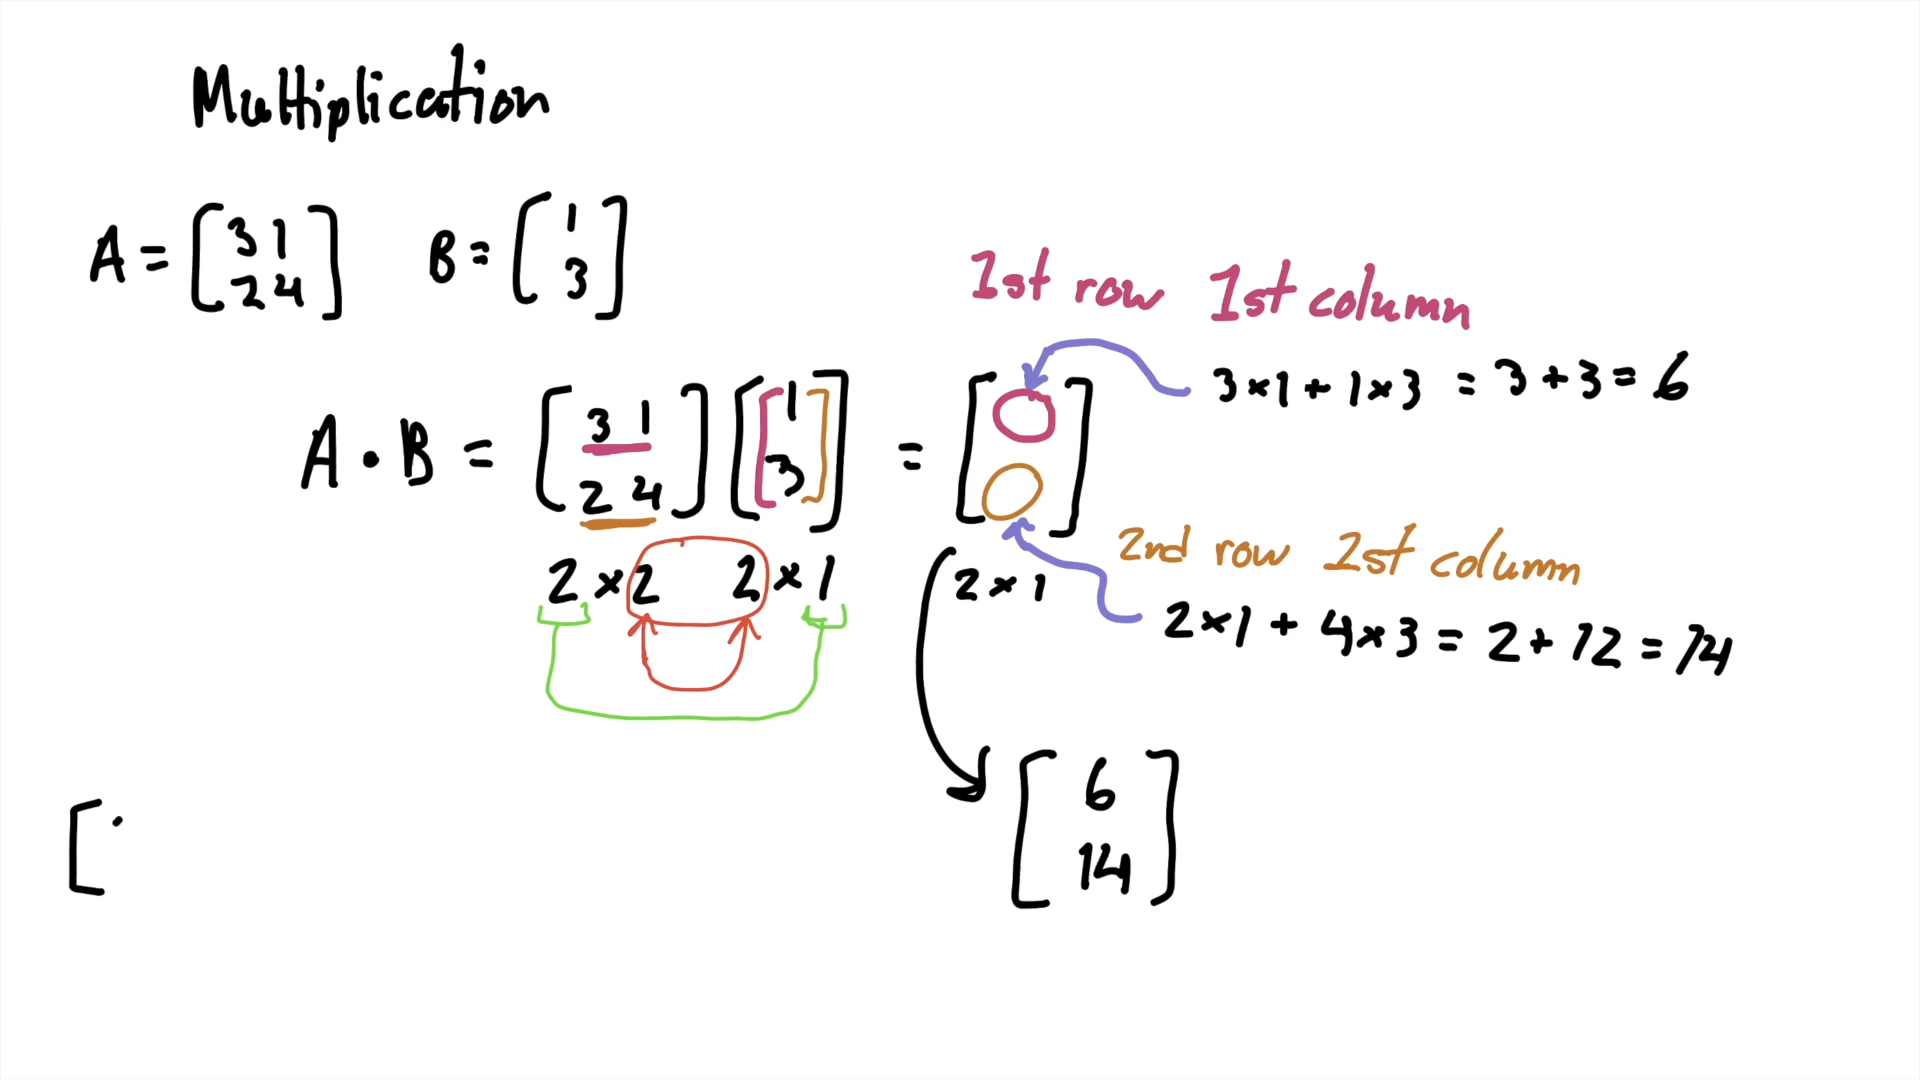 Multiplication
A = [ 3 1 ] B = [ 1 ]
2 4 3
1st row 1st column
3×1 + 1×3 = 3 + 3 = 6
A · B = [ 3 1 ] [ 1 ] = [ ]
2 4 3
2nd row 1st column
2×2 2×1 2×1
2×1 + 4×3 = 2 + 12 = 14
[ 6 ]
14
[